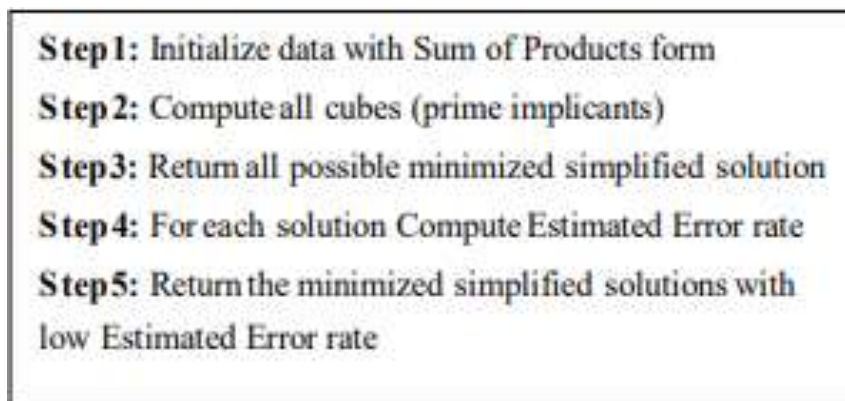 Step1: Initialize data with Sum of Products form
Step2: Compute all cubes (prime implicants)
Step3: Return all possible minimized simplified solution
Step4: For each solution Compute Estimated Error rate
Step5: Return the minimized simplified solutions with
low Estimated Error rate